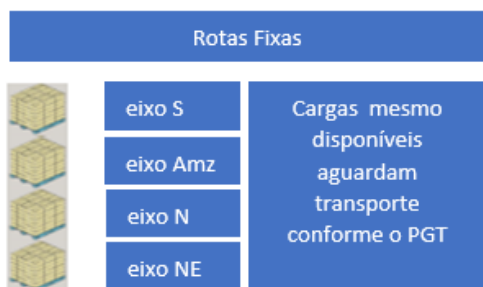 Rotas Fixas
eixo S
eixo Amz
eixo N
eixo NE
Cargas mesmo
disponíveis
aguardam
transporte
conforme o PGT